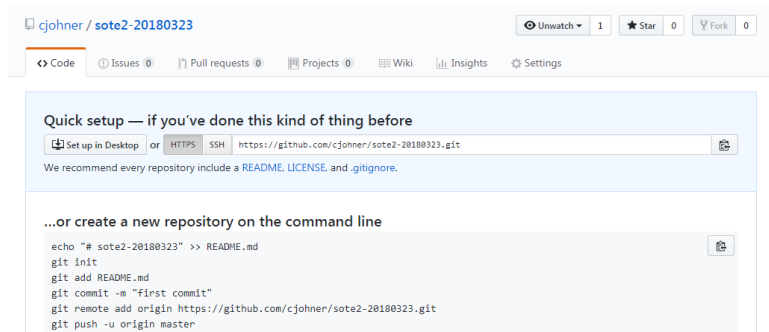 cjohner / sote2-20180323
Unwatch 1 Star 0 Fork 0
Code Issues 0 Pull requests 0 Projects 0 Wiki Insights Settings
Quick setup — if you've done this kind of thing before
Set up in Desktop or HTTPS SSH https://github.com/cjohner/sote2-20180323.git
We recommend every repository include a README, LICENSE, and .gitignore.
...or create a new repository on the command line
echo "# sote2-20180323" >> README.md
git init
git add README.md
git commit -m "first commit"
git remote add origin https://github.com/cjohner/sote2-20180323.git
git push -u origin master